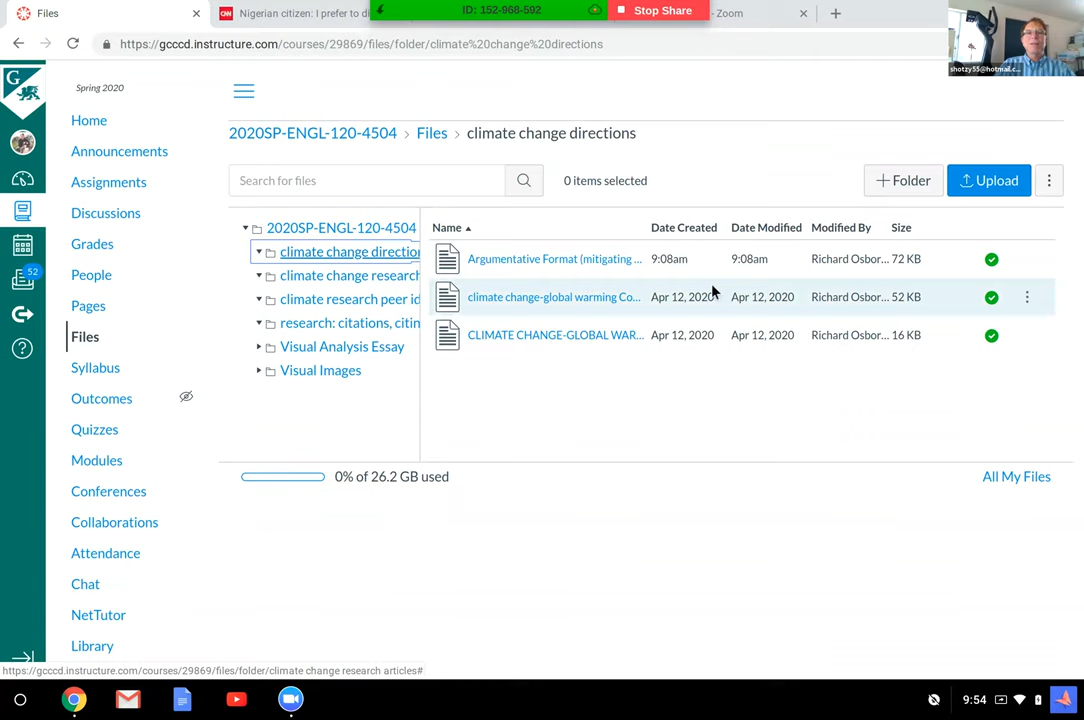 Files
Nigerian citizen: I prefer to di
ID: 152-968-592
Stop Share
- Zoom
https://gcccd.instructure.com/courses/29869/files/folder/climate%20change%20directions
shotzy55@hotmail.c...
G
Spring 2020
Home
Announcements
Assignments
Discussions
Grades
People
Pages
Files
Syllabus
Outcomes
Quizzes
Modules
Conferences
Collaborations
Attendance
Chat
NetTutor
Library
52
2020SP-ENGL-120-4504 > Files > climate change directions
Search for files
0 items selected
+ Folder
Upload
2020SP-ENGL-120-4504
climate change direction
climate change research
climate research peer id
research: citations, citin
Visual Analysis Essay
Visual Images
Name Date Created Date Modified Modified By Size
Argumentative Format (mitigating ... 9:08am 9:08am Richard Osbor... 72 KB
climate change-global warming Co... Apr 12, 2020 Apr 12, 2020 Richard Osbor... 52 KB
CLIMATE CHANGE-GLOBAL WAR... Apr 12, 2020 Apr 12, 2020 Richard Osbor... 16 KB
0% of 26.2 GB used
All My Files
https://gcccd.instructure.com/courses/29869/files/folder/climate change research articles#
9:54